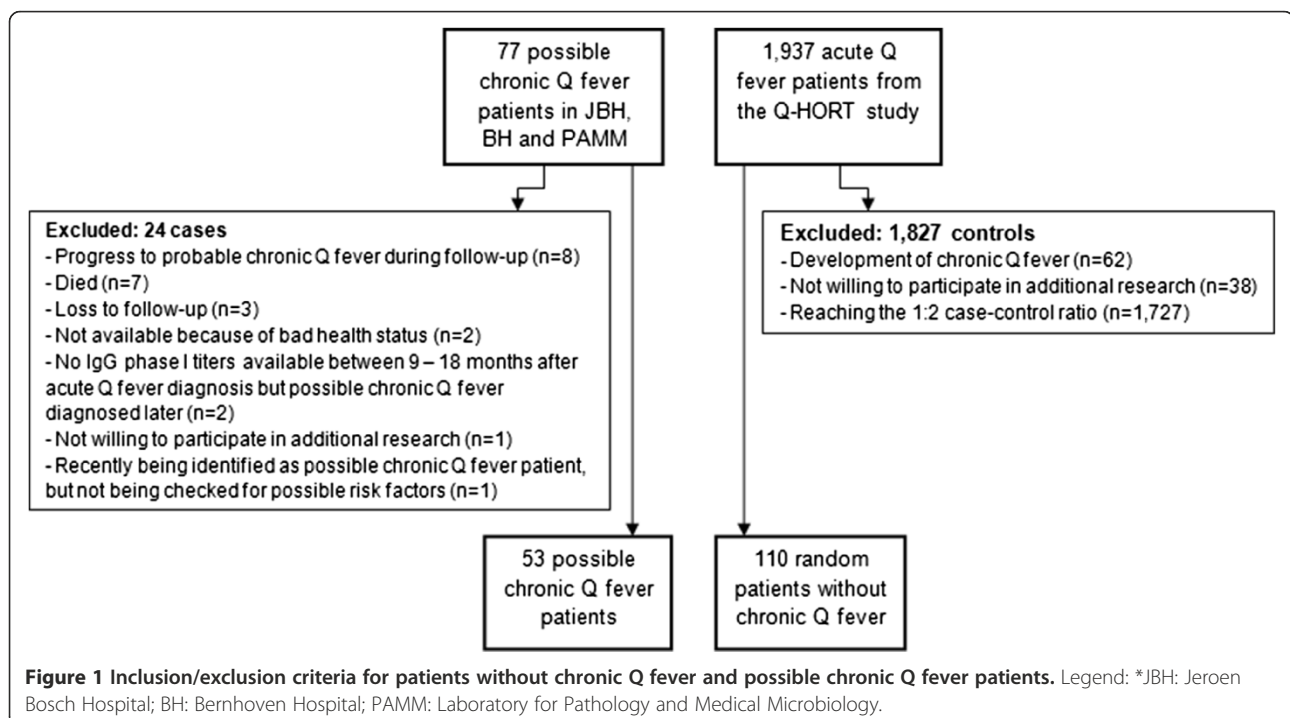 77 possible
chronic Q fever
patients in JBH,
BH and PAMM
1,937 acute Q
fever patients from
the Q-HORT study
Excluded: 24 cases
- Progress to probable chronic Q fever during follow-up (n=8)
- Died (n=7)
- Loss to follow-up (n=3)
- Not available because of bad health status (n=2)
- No IgG phase I titers available between 9 – 18 months after
acute Q fever diagnosis but possible chronic Q fever
diagnosed later (n=2)
- Not willing to participate in additional research (n=1)
- Recently being identified as possible chronic Q fever patient,
but not being checked for possible risk factors (n=1)
Excluded: 1,827 controls
- Development of chronic Q fever (n=62)
- Not willing to participate in additional research (n=38)
- Reaching the 1:2 case-control ratio (n=1,727)
53 possible
chronic Q fever
patients
110 random
patients without
chronic Q fever
Figure 1 Inclusion/exclusion criteria for patients without chronic Q fever and possible chronic Q fever patients. Legend: *JBH: Jeroen
Bosch Hospital; BH: Bernhoven Hospital; PAMM: Laboratory for Pathology and Medical Microbiology.